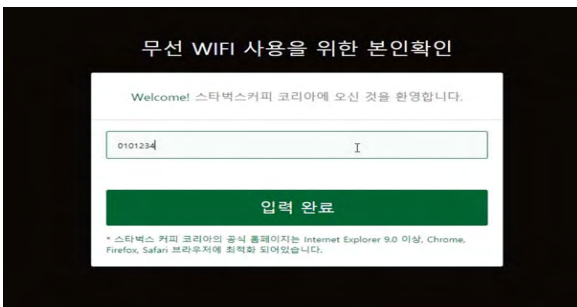 무선 WIFI 사용을 위한 본인확인
Welcome! 스타벅스커피 코리아에 오신 것을 환영합니다.
0101234
입력 완료
* 스타벅스 커피 코리아의 공식 홈페이지는 Internet Explorer 9.0 이상, Chrome,
Firefox, Safari 브라우저에 최적화 되어있습니다.